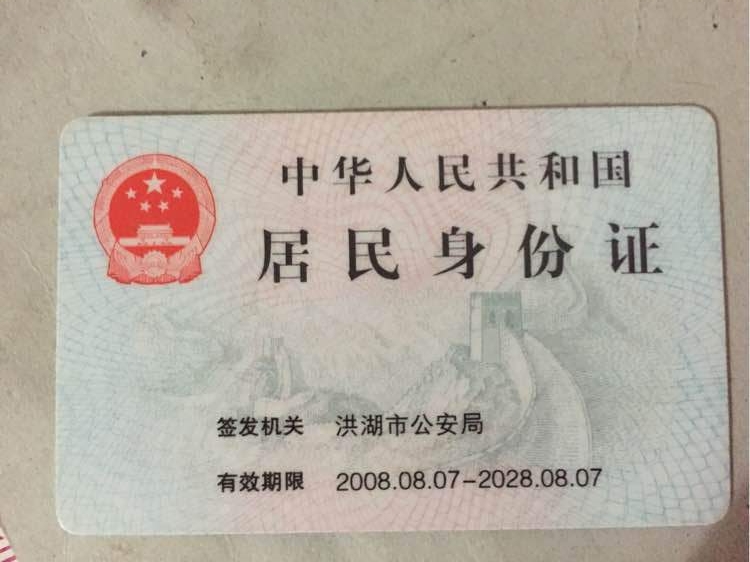 中华人民共和国
居民身份证
签发机关 洪湖市公安局
有效期限 2008.08.07-2028.08.07